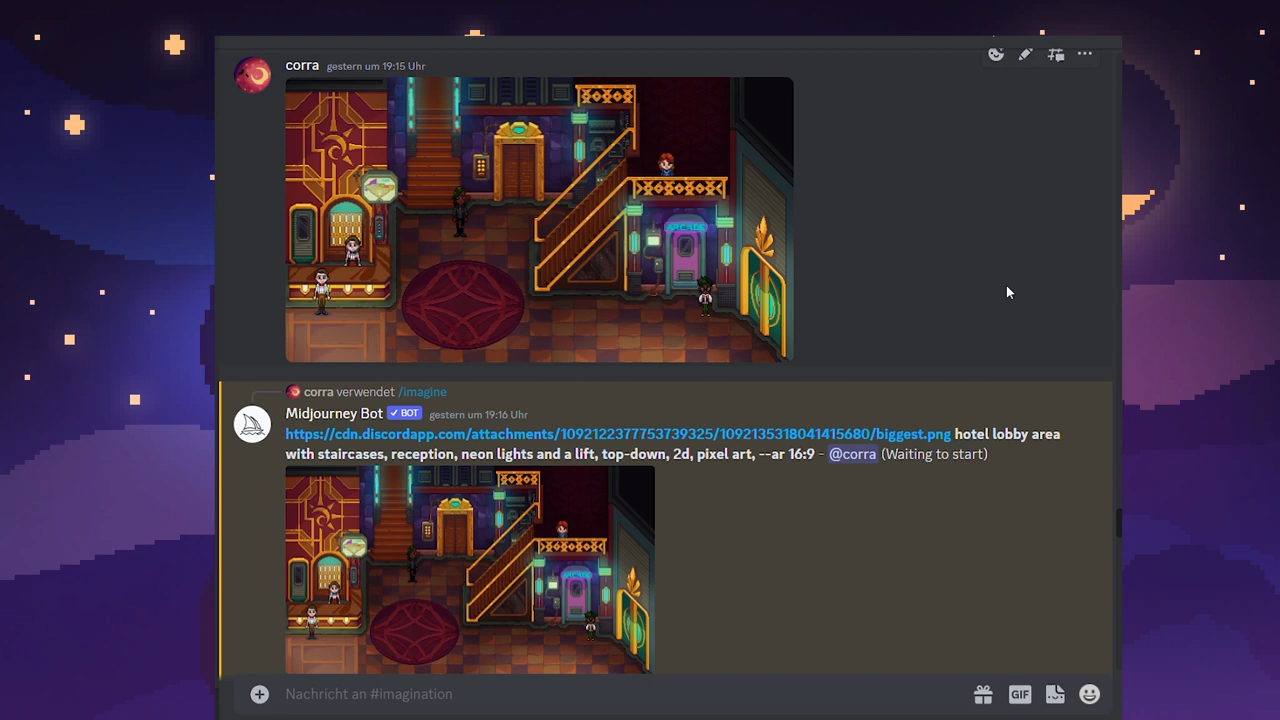 corra gestern um 19:15 Uhr
ARCADE
corra verwendet /imagine
Midjourney Bot ✓ BOT gestern um 19:16 Uhr
https://cdn.discordapp.com/attachments/1092122377753739325/1092135318041415680/biggest.png hotel lobby area
with staircases, reception, neon lights and a lift, top-down, 2d, pixel art, --ar 16:9 - @corra (Waiting to start)
ARCADE
Nachricht an #imagination
GIF